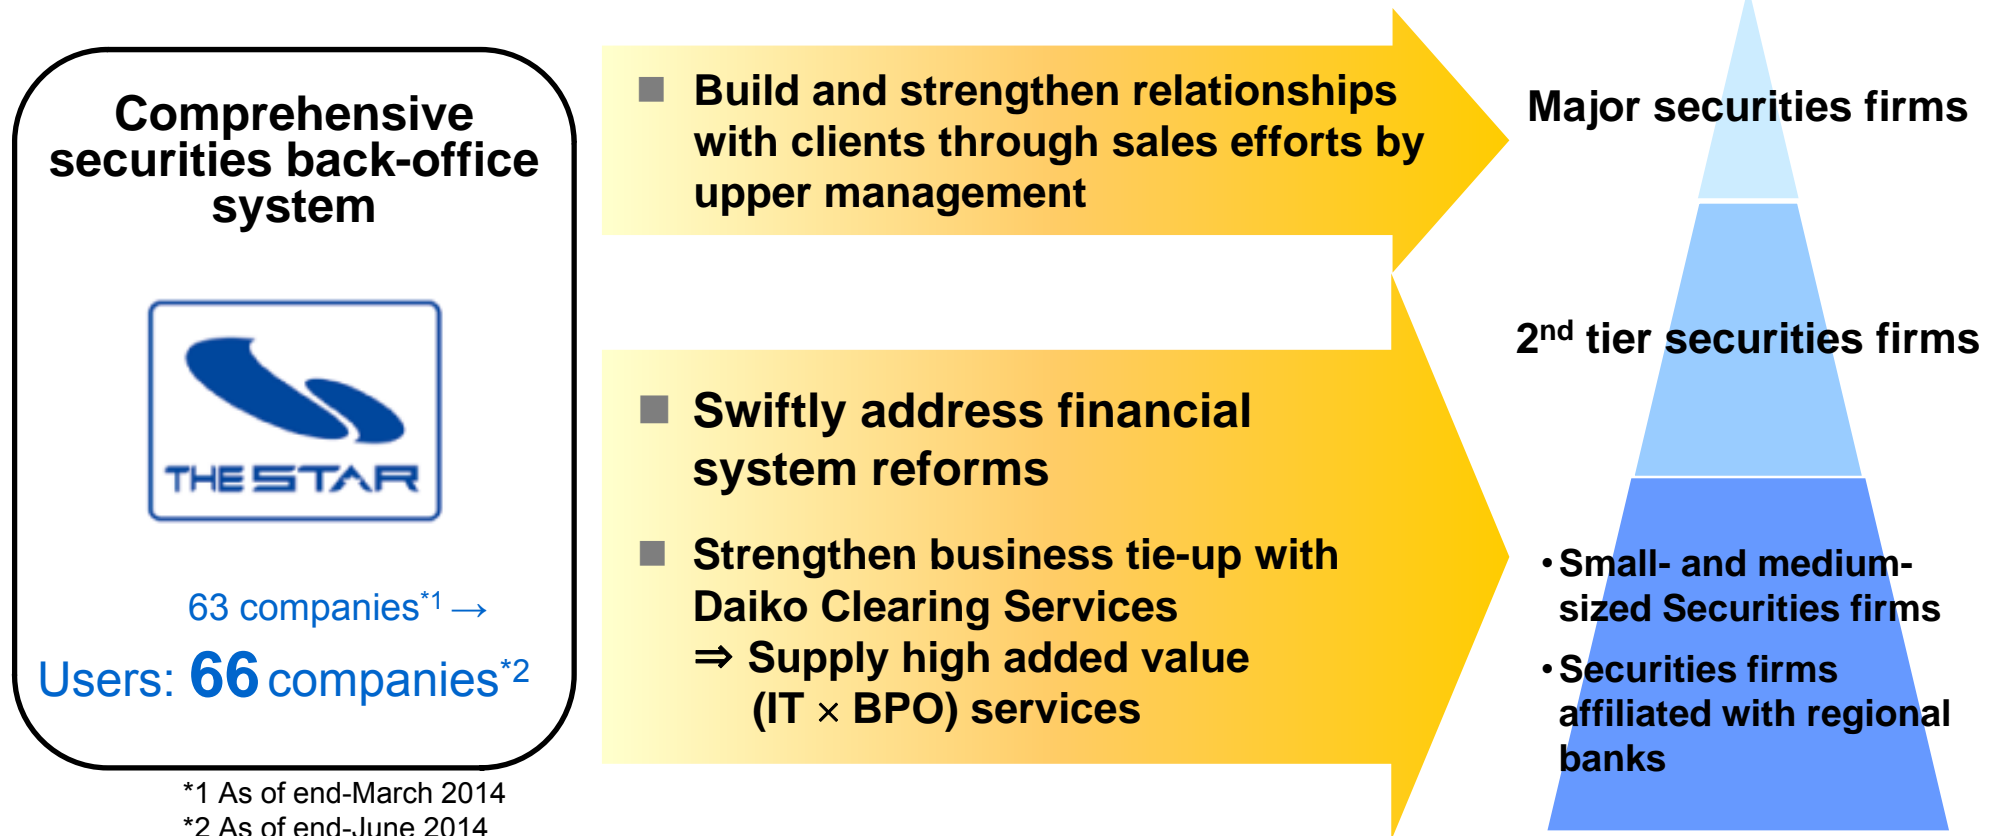 Comprehensive
securities back-office
system
THE STAR
63 companies*1 →
Users: 66 companies*2
*1 As of end-March 2014
*2 As of end-June 2014
■ Build and strengthen relationships
with clients through sales efforts by
upper management
■ Swiftly address financial
system reforms
■ Strengthen business tie-up with
Daiko Clearing Services
⇒ Supply high added value
(IT × BPO) services
Major securities firms
2nd tier securities firms
・Small- and medium-
sized Securities firms
・Securities firms
affiliated with regional
banks